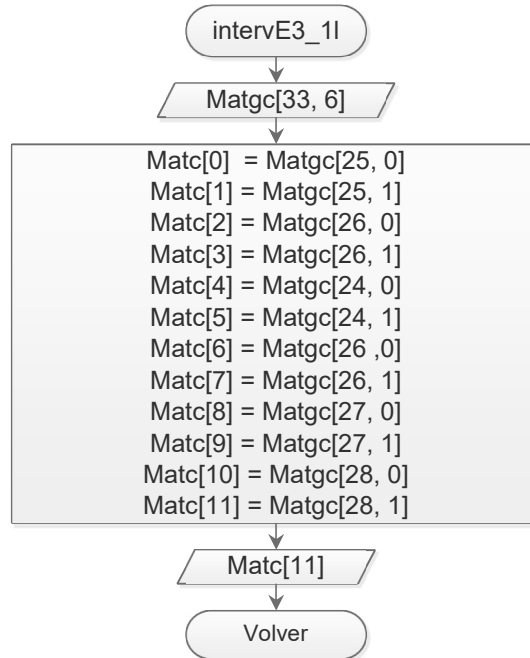 intervE3_1I
Matgc[33, 6]
Matc[0]  = Matgc[25, 0]
Matc[1] = Matgc[25, 1]
Matc[2] = Matgc[26, 0]
Matc[3] = Matgc[26, 1]
Matc[4] = Matgc[24, 0]
Matc[5] = Matgc[24, 1]
Matc[6] = Matgc[26 ,0]
Matc[7] = Matgc[26, 1]
Matc[8] = Matgc[27, 0]
Matc[9] = Matgc[27, 1]
Matc[10] = Matgc[28, 0]
Matc[11] = Matgc[28, 1]
Matc[11]
Volver